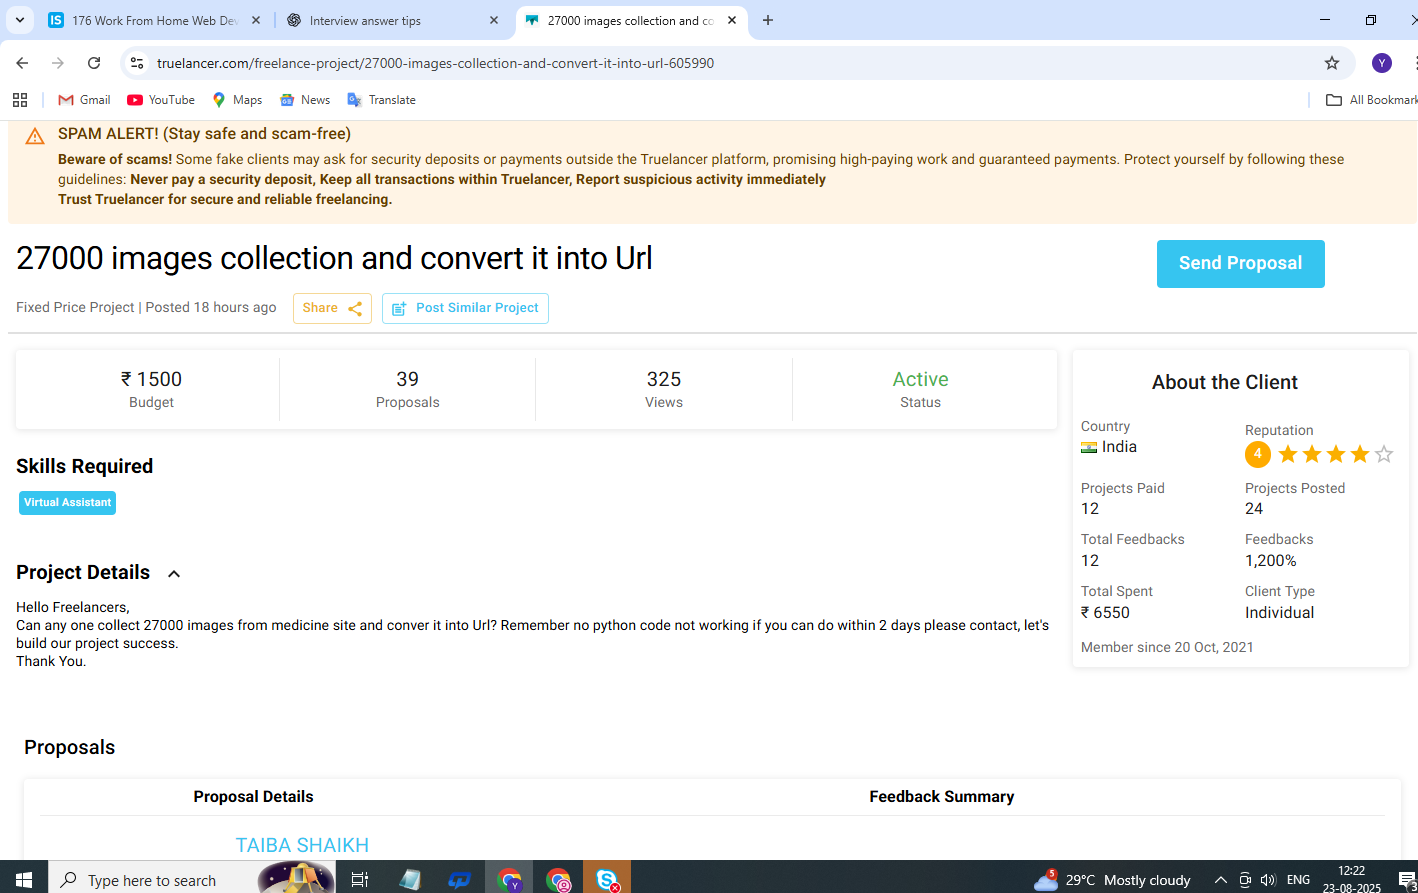 176 Work From Home Web Dev
Interview answer tips
27000 images collection and co
truelancer.com/freelance-project/27000-images-collection-and-convert-it-into-url-605990
Y
Gmail
YouTube
Maps
News
Translate
All Bookmark
SPAM ALERT! (Stay safe and scam-free)
Beware of scams! Some fake clients may ask for security deposits or payments outside the Truelancer platform, promising high-paying work and guaranteed payments. Protect yourself by following these
guidelines: Never pay a security deposit, Keep all transactions within Truelancer, Report suspicious activity immediately
Trust Truelancer for secure and reliable freelancing.
27000 images collection and convert it into Url
Send Proposal
Fixed Price Project | Posted 18 hours ago
Share
Post Similar Project
₹ 1500
Budget
39
Proposals
325
Views
Active
Status
About the Client
Country
India
Reputation
4
Projects Paid
12
Projects Posted
24
Total Feedbacks
12
Feedbacks
1,200%
Total Spent
₹ 6550
Client Type
Individual
Member since 20 Oct, 2021
Skills Required
Virtual Assistant
Project Details
Hello Freelancers,
Can any one collect 27000 images from medicine site and conver it into Url? Remember no python code not working if you can do within 2 days please contact, let's
build our project success.
Thank You.
Proposals
Proposal Details
Feedback Summary
TAIBA SHAIKH
Type here to search
5
29°C Mostly cloudy
ENG
12:22
23-08-2025